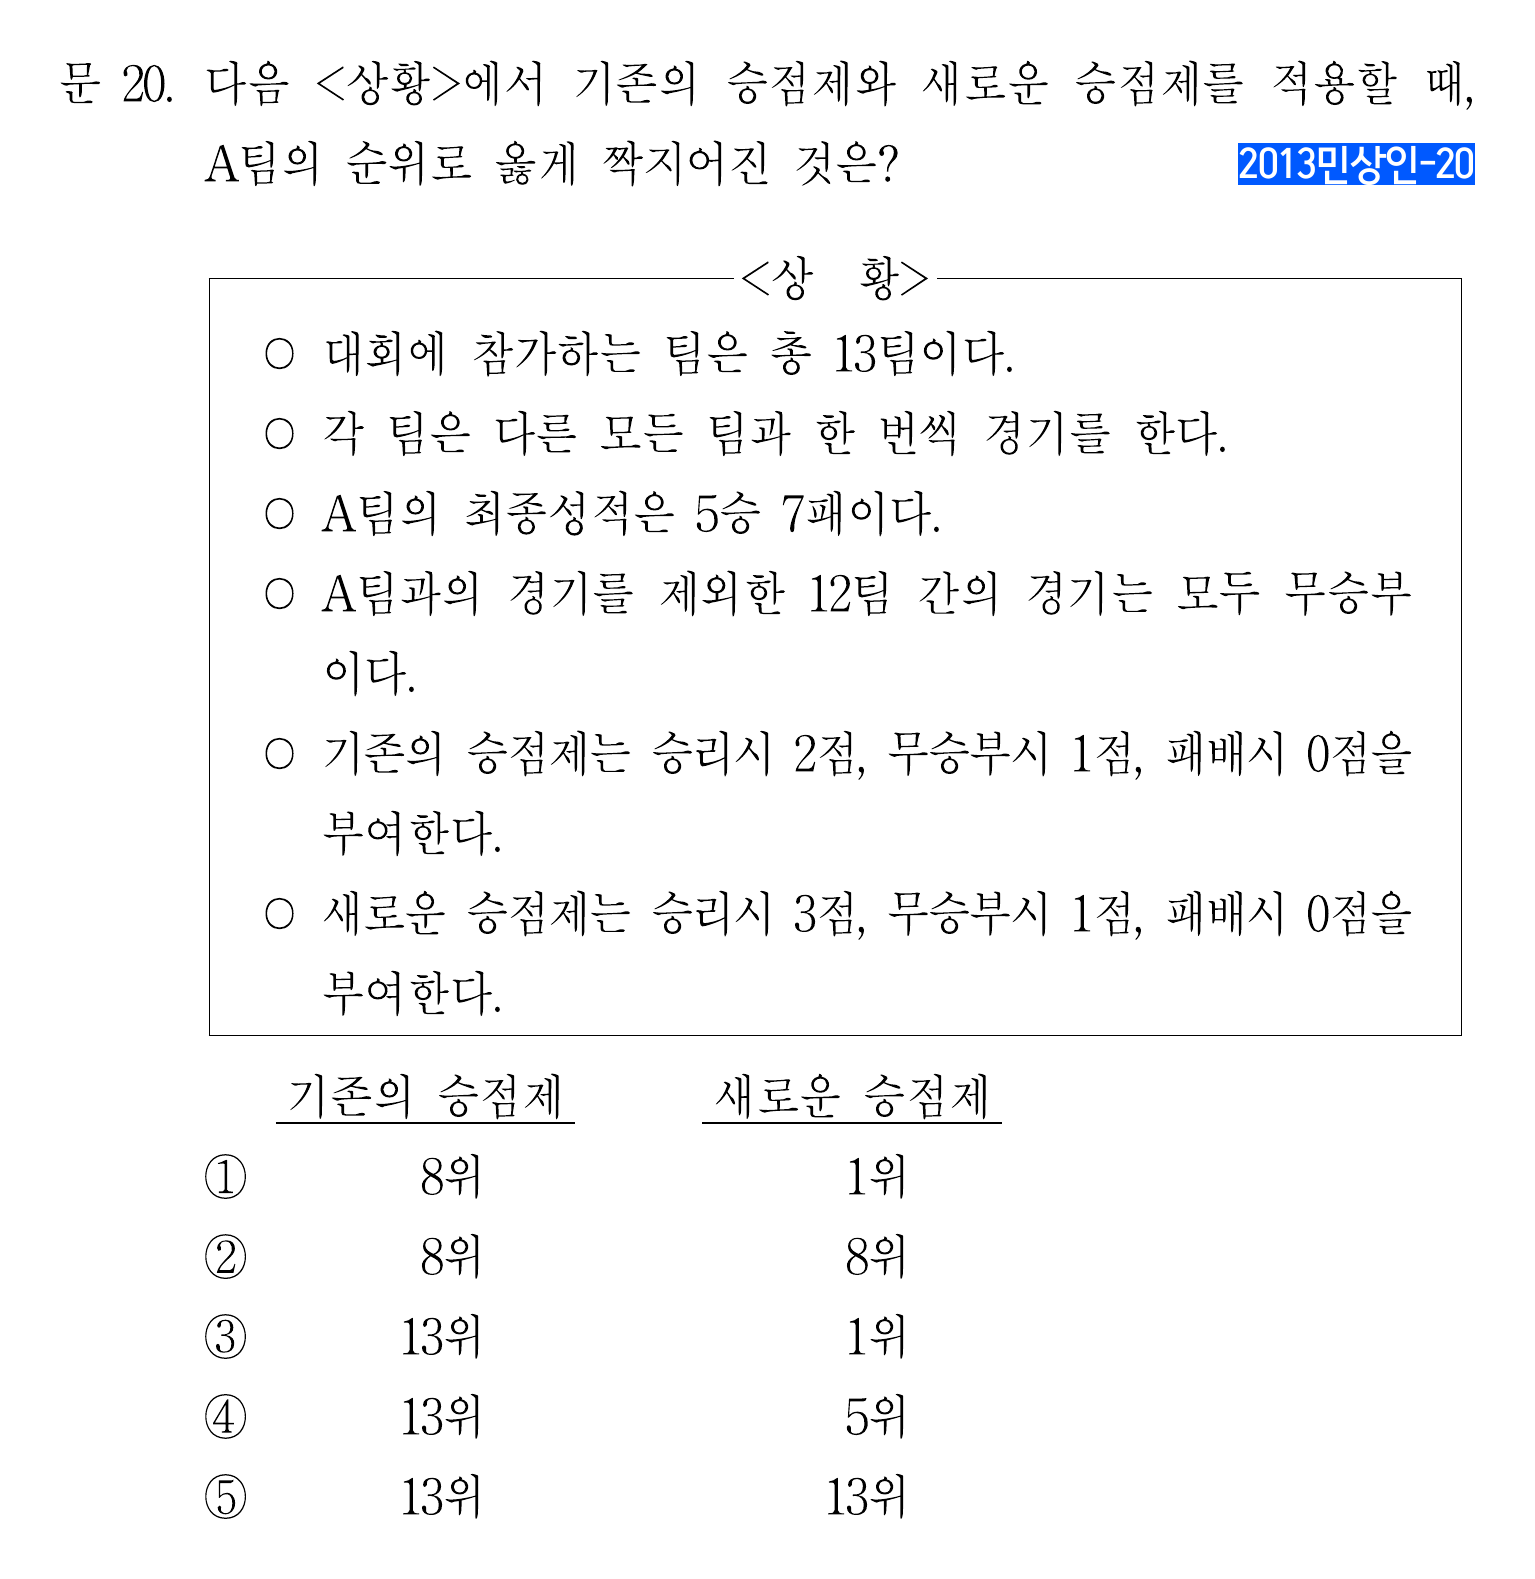 문 20. 다음 <상황>에서 기존의 승점제와 새로운 승점제를 적용할 때,
A팀의 순위로 옳게 짝지어진 것은?
2013민상인-20
<상 황>
○ 대회에 참가하는 팀은 총 13팀이다.
○ 각 팀은 다른 모든 팀과 한 번씩 경기를 한다.
○ A팀의 최종성적은 5승 7패이다.
○ A팀과의 경기를 제외한 12팀 간의 경기는 모두 무승부
이다.
○ 기존의 승점제는 승리시 2점, 무승부시 1점, 패배시 0점을
부여한다.
○ 새로운 승점제는 승리시 3점, 무승부시 1점, 패배시 0점을
부여한다.
기존의 승점제 새로운 승점제
① 8위 1위
② 8위 8위
③ 13위 1위
④ 13위 5위
⑤ 13위 13위